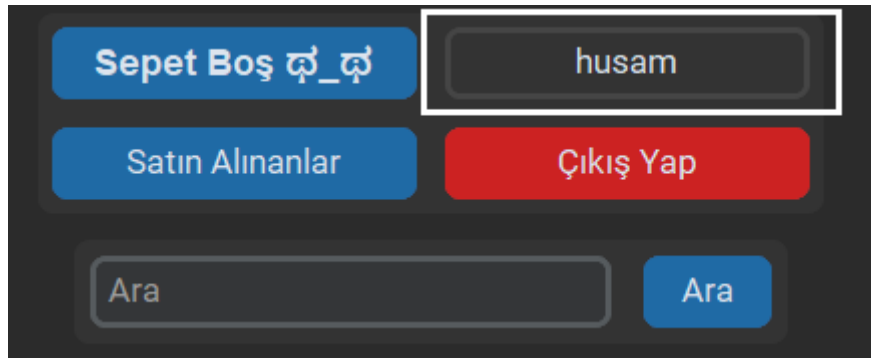 Sepet Boş ಥ_ಥ
husam
Satın Alınanlar
Çıkış Yap
Ara
Ara